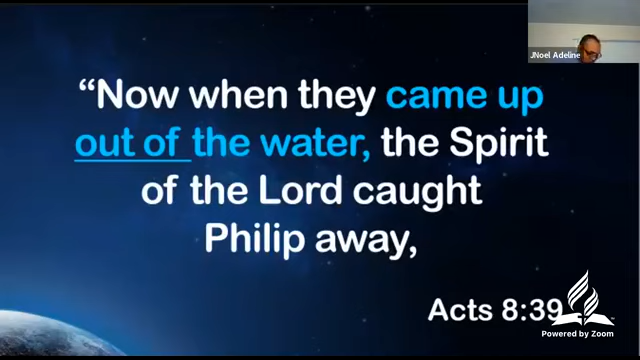 JNoel Adeline
“Now when they came up
out of the water, the Spirit
of the Lord caught
Philip away,
Acts 8:39
Powered by Zoom